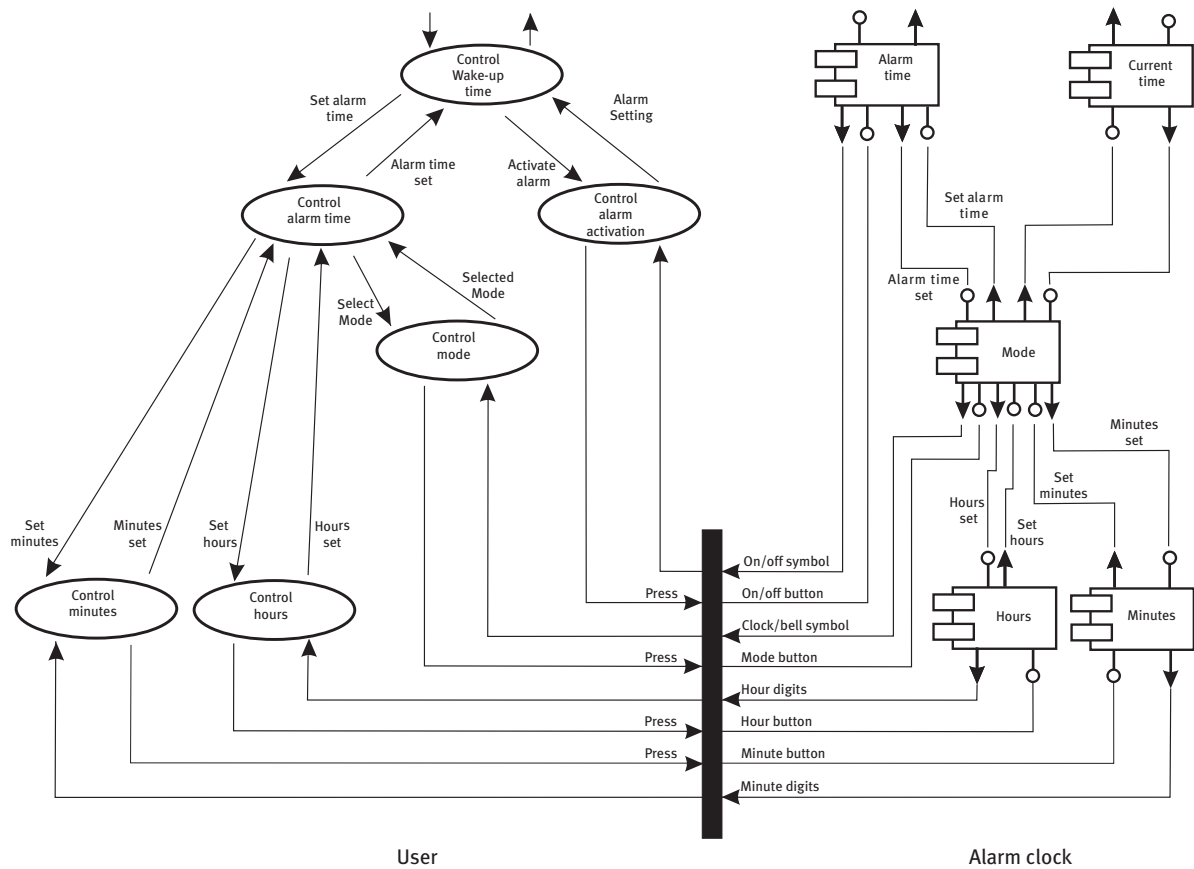 Control
Wake-up
time
Set alarm
time
Alarm
Setting
Alarm time
set
Activate
alarm
Control
alarm time
Control
alarm
activation
Select
Mode
Selected
Mode
Control
mode
Set
minutes
Minutes
set
Set
hours
Hours
set
Control
minutes
Control
hours
Alarm
time
Current
time
Set alarm
time
Alarm time
set
Mode
Minutes
set
Set
minutes
Hours
set
Set
hours
Hours
Minutes
On/off symbol
Press
On/off button
Clock/bell symbol
Press
Mode button
Hour digits
Press
Hour button
Press
Minute button
Minute digits
User
Alarm clock